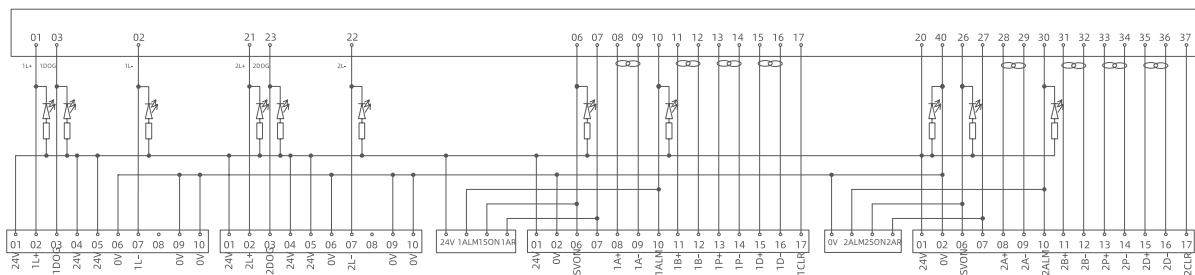 01 03 02 21 23 22 06 07 08 09 10 11 12 13 14 15 16 17 20 40 26 27 28 29 30 31 32 33 34 35 36 37
1L+ 1DOG 1L- 2L+ 2DOG 2L-
01 02 03 04 05 06 07 08 09 10
01 02 03 04 05 06 07 08 09 10
24V 1ALM 1SON 1AR
01 02 06 07 08 09 10 11 12 13 14 15 16 17
0V 2ALM 2SON 2AR
01 02 06 07 08 09 10 11 12 13 14 15 16 17
24V 1L+ 1DOG 24V 24V 0V 1L- 0V 0V
24V 2L+ 2DOG 24V 24V 0V 2L- 0V 0V
24V 0V SVON 1A+ 1A- 1ALM 1B+ 1B- 1P+ 1P- 1D+ 1D- 1CLR
24V 0V SVON 2A+ 2A- 2ALM 2B+ 2B- 2P+ 2P- 2D+ 2D- 2CLR